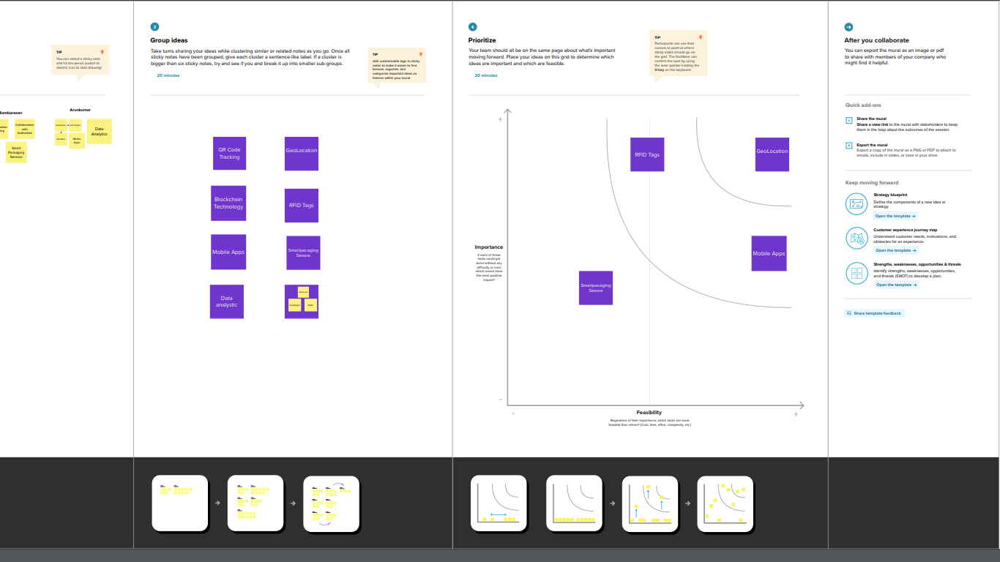 TIP
You can select a sticky note
and hit the pencil [switch to
sketch] icon to start drawing!
Arunkumar
Collaboration
with
Authorities
Smart
Packaging
Sensors
Mobile
Apps
Data
Analytics
3
Group ideas
Take turns sharing your ideas while clustering similar or related notes as you go. Once all
sticky notes have been grouped, give each cluster a sentence-like label. If a cluster is
bigger than six sticky notes, try and see if you and break it up into smaller sub-groups.
20 minutes
TIP
Add customizable tags to sticky
notes to make it easier to find,
browse, organize, and
categorize important ideas as
themes within your mural.
QR Code
Tracking
GeoLocation
Blockchain
Technology
RFID Tags
Mobile Apps
Smartpacaging
Sesore
Data
analystic
4
Prioritize
Your team should all be on the same page about what's important
moving forward. Place your ideas on this grid to determine which
ideas are important and which are feasible.
20 minutes
TIP
Participants can use their
cursors to point at where
sticky notes should go on
the grid. The facilitator can
confirm the spot by using
the laser pointer holding the
H key on the keyboard.
+
RFID Tags
GeoLocation
Importance
If each of these
tasks could get
done without any
difficulty or cost,
which would have
the most positive
impact?
Mobile Apps
Smartpacaging
Sesore
-
-
Feasibility
+
Regardless of their importance, which tasks are more
feasible than others? (Cost, time, effort, complexity, etc.)
After you collaborate
You can export the mural as an image or pdf
to share with members of your company who
might find it helpful.
Quick add-ons
A
Share the mural
Share a view link to the mural with stakeholders to keep
them in the loop about the outcomes of the session.
B
Export the mural
Export a copy of the mural as a PNG or PDF to attach to
emails, include in slides, or save in your drive.
Keep moving forward
Strategy blueprint
Define the components of a new idea or
strategy.
Open the template →
Customer experience journey map
Understand customer needs, motivations, and
obstacles for an experience.
Open the template →
Strengths, weaknesses, opportunities & threats
Identify strengths, weaknesses, opportunities,
and threats (SWOT) to develop a plan.
Open the template →
Share template feedback